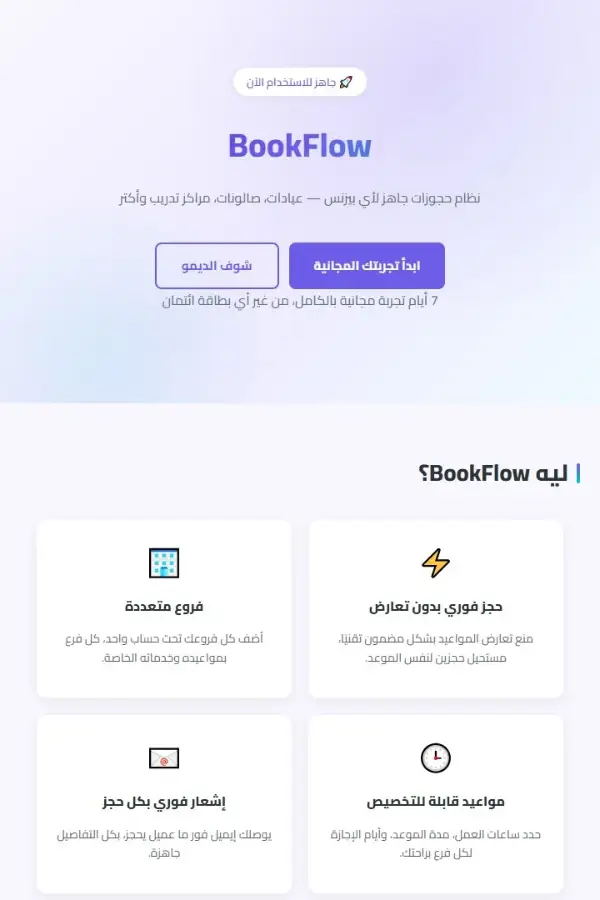 🚀 جاهز للاستخدام الآن
BookFlow
نظام حجوزات جاهز لأي بيزنس — عيادات، صالونات، مراكز تدريب وأكتر
ابدأ تجربتك المجانية
شوف الديمو
7 أيام تجربة مجانية بالكامل، من غير أي بطاقة ائتمان
ليه BookFlow؟
حجز فوري بدون تعارض
منع تعارض المواعيد بشكل مضمون تقنيًا،
مستحيل حجزين لنفس الموعد.
فروع متعددة
أضف كل فروعك تحت حساب واحد، كل فرع
بمواعيده وخدماته الخاصة.
مواعيد قابلة للتخصيص
حدد ساعات العمل، مدة الموعد، وأيام الإجازة
لكل فرع براحتك.
إشعار فوري بكل حجز
يوصلك إيميل فور ما عميل يحجز، بكل التفاصيل
جاهزة.